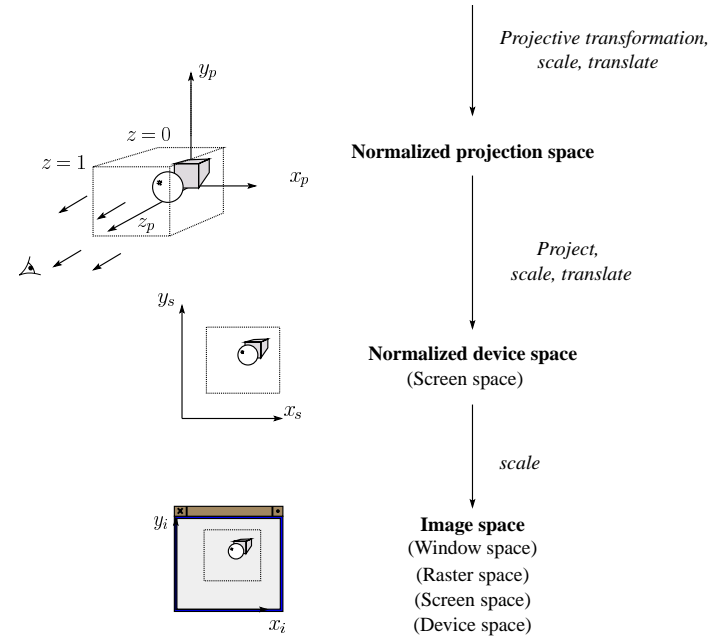 Projective transformation,
scale, translate
y_p
z = 0
z = 1
Normalized projection space
x_p
z_p
Project,
scale, translate
y_s
Normalized device space
(Screen space)
x_s
scale
y_i
Image space
(Window space)
(Raster space)
(Screen space)
(Device space)
x_i